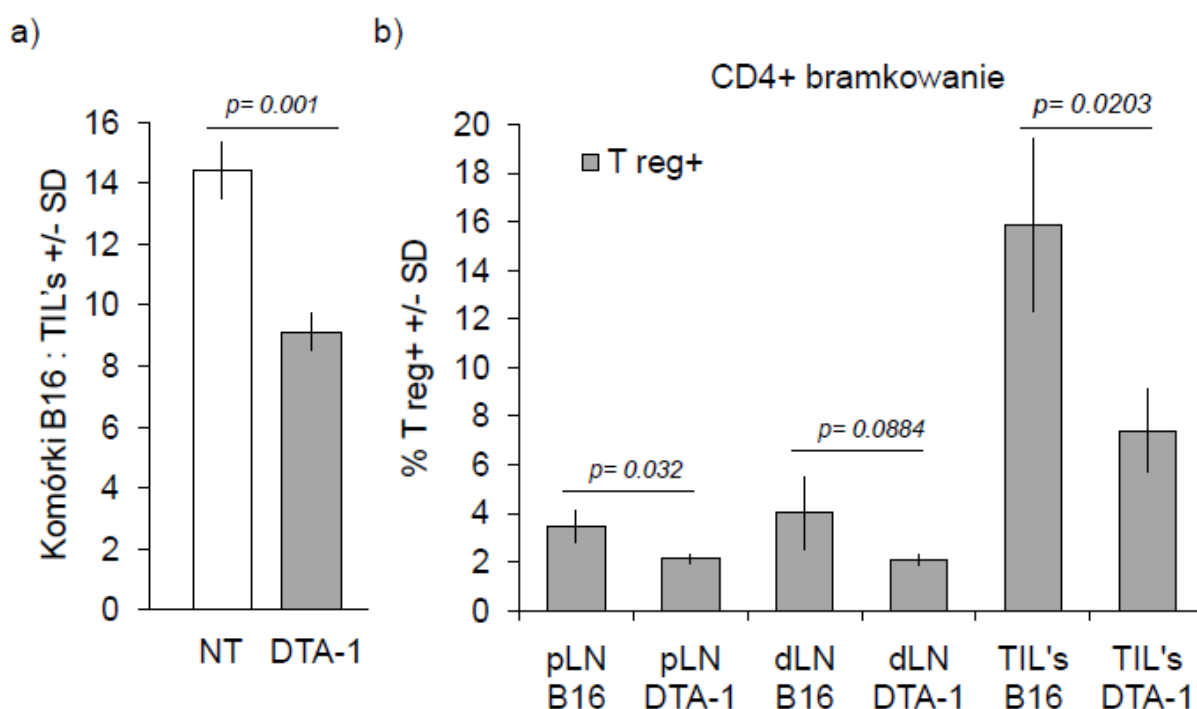 a)
p= 0.001
Komórki B16 : TIL's +/- SD
16
14
12
10
8
6
4
2
0
NT DTA-1
b)
CD4+ bramkowanie
p= 0.0203
T reg+
% T reg+ +/- SD
20
18
16
14
12
10
8
6
4
2
0
p= 0.0884
p= 0.032
pLN pLN dLN dLN TIL's TIL's
B16 DTA-1 B16 DTA-1 B16 DTA-1